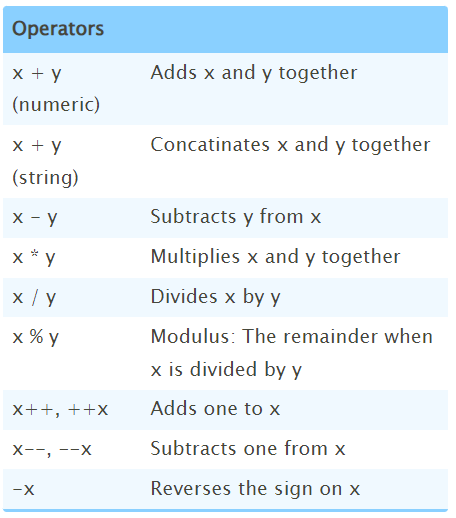 Operators
x + y Adds x and y together
(numeric)
x + y Concatinates x and y together
(string)
x - y Subtracts y from x
x * y Multiplies x and y together
x / y Divides x by y
x % y Modulus: The remainder when
x is divided by y
x++, ++x Adds one to x
x--, --x Subtracts one from x
-x Reverses the sign on x